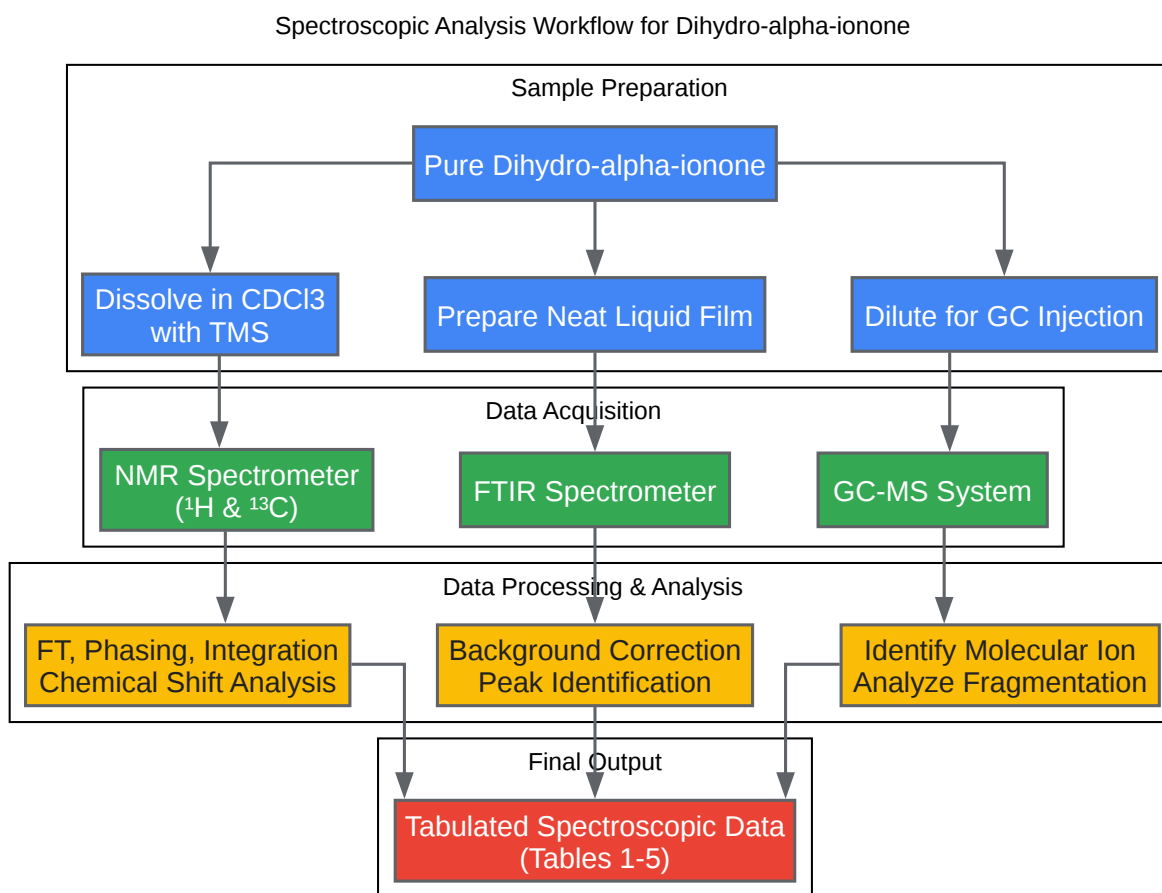 Spectroscopic Analysis Workflow for Dihydro-alpha-ionone
Sample Preparation
Pure Dihydro-alpha-ionone
Dissolve in CDCl3
with TMS
Prepare Neat Liquid Film
Dilute for GC Injection
Data Acquisition
NMR Spectrometer
(¹H & ¹³C)
FTIR Spectrometer
GC-MS System
Data Processing & Analysis
FT, Phasing, Integration
Chemical Shift Analysis
Background Correction
Peak Identification
Identify Molecular Ion
Analyze Fragmentation
Final Output
Tabulated Spectroscopic Data
(Tables 1-5)